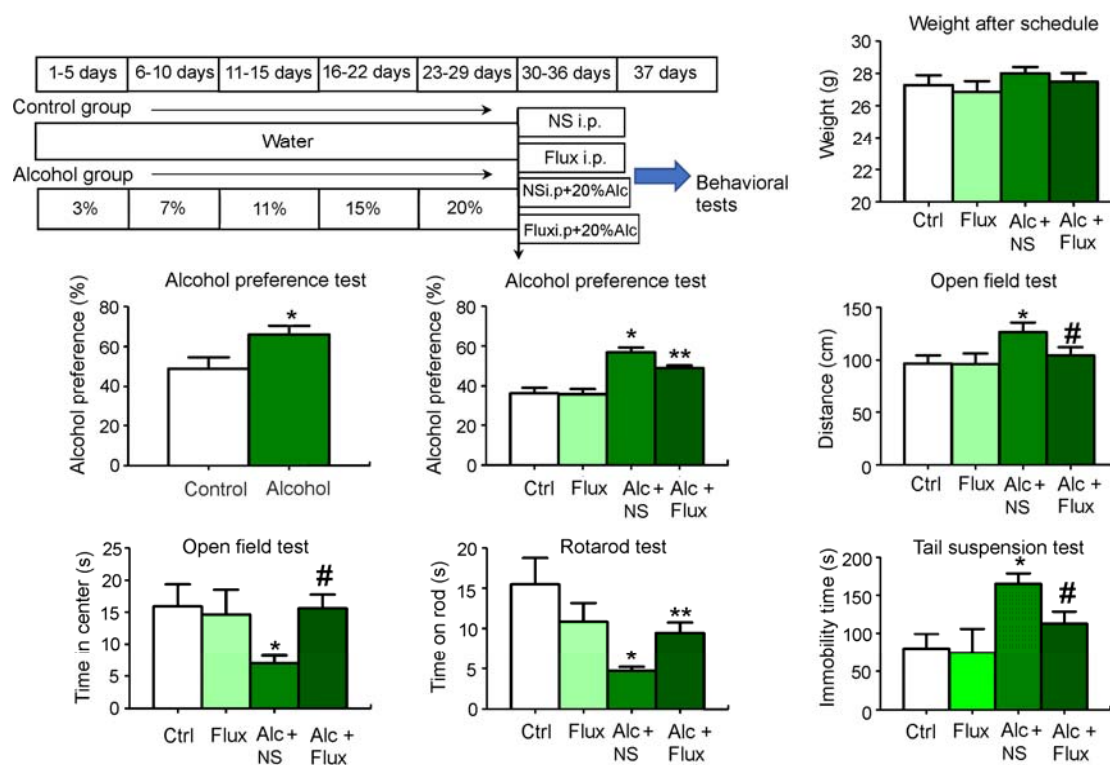 1-5 days 6-10 days 11-15 days 16-22 days 23-29 days 30-36 days 37 days
Control group
Water
NS i.p.
Flux i.p.
Alcohol group
3% 7% 11% 15% 20%
NSi.p+20%Alc
Fluxi.p+20%Alc
Behavioral
tests
Weight after schedule
Weight (g)
30
28
26
24
22
20
Ctrl Flux Alc + Alc +
NS Flux
Alcohol preference test
Alcohol preference (%)
80
60
40
20
0
*
Control Alcohol
Alcohol preference test
Alcohol preference (%)
80
60
40
20
0
* **
Ctrl Flux Alc + Alc +
NS Flux
Open field test
Distance (cm)
150
100
50
0
* #
Ctrl Flux Alc + Alc +
NS Flux
Open field test
Time in center (s)
25
20
15
10
5
0
* #
Ctrl Flux Alc + Alc +
NS Flux
Rotarod test
Time on rod (s)
20
15
10
5
0
* **
Ctrl Flux Alc + Alc +
NS Flux
Tail suspension test
Immobility time (s)
200
150
100
50
0
* #
Ctrl Flux Alc + Alc +
NS Flux